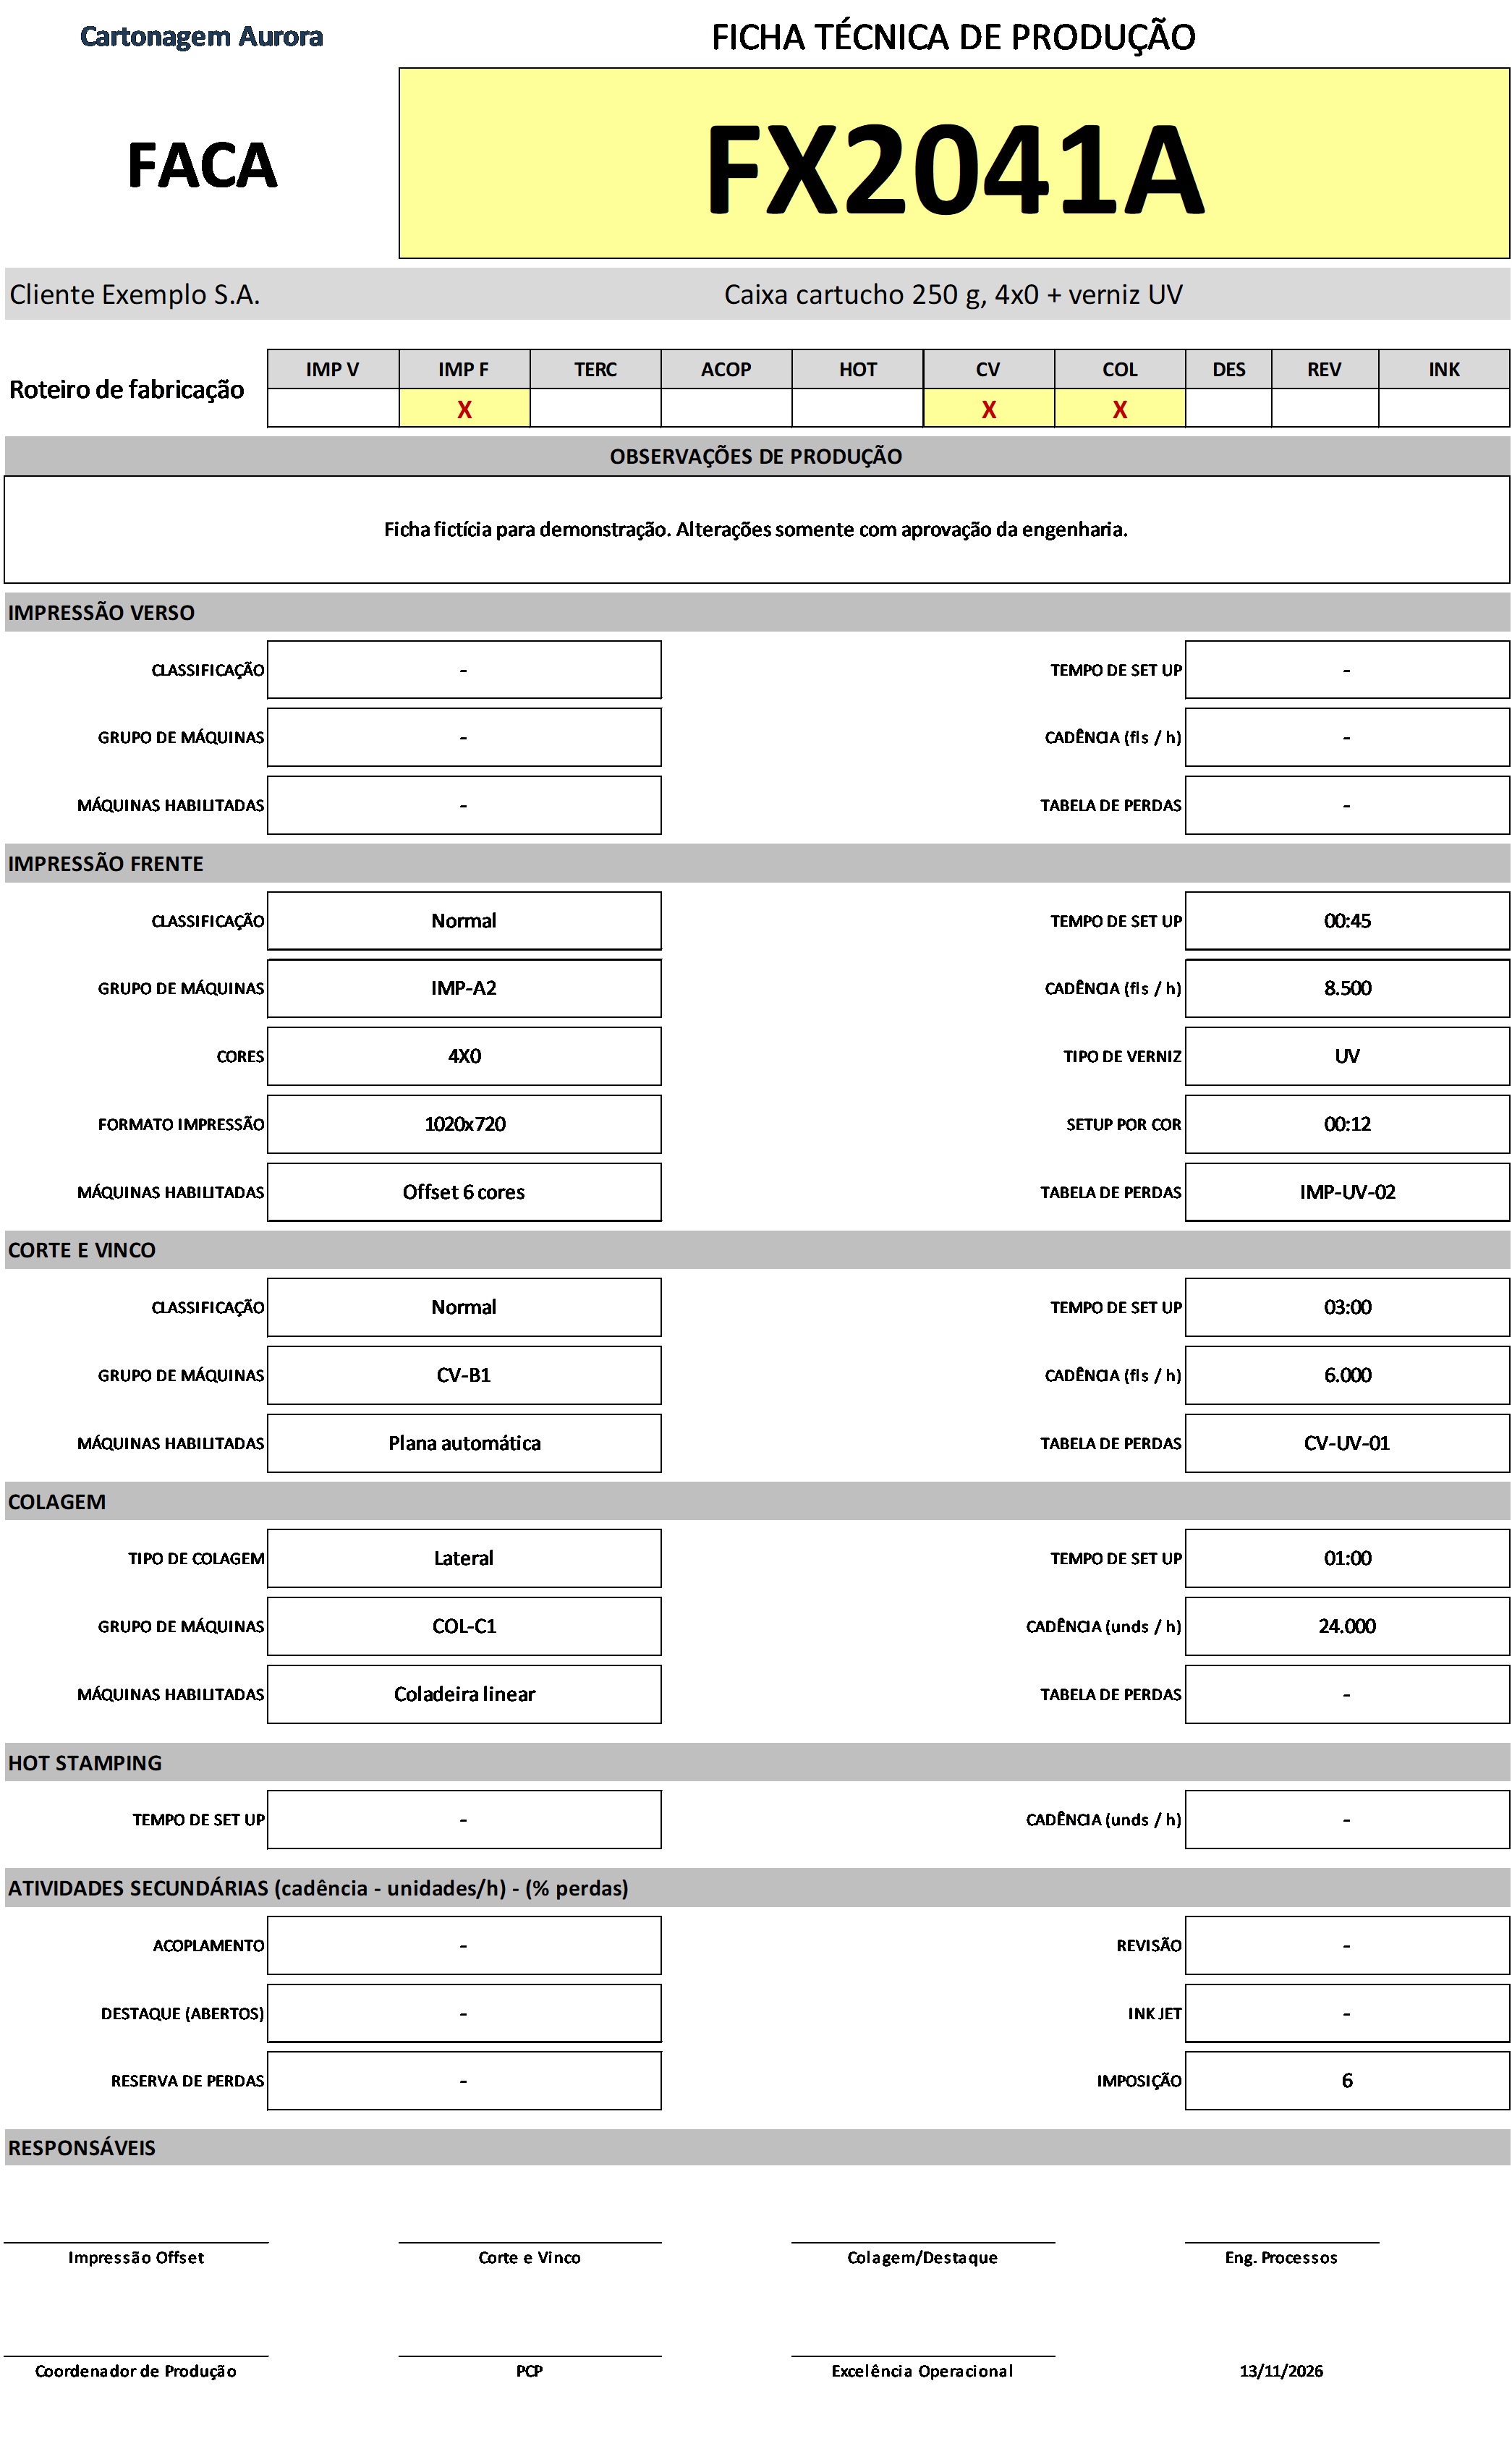 Cartonagem Aurora
FICHA TÉCNICA DE PRODUÇÃO
FACA
FX2041A
Cliente Exemplo S.A. Caixa cartucho 250 g, 4x0 + verniz UV
Roteiro de fabricação
IMP V IMP F TERC ACOP HOT CV COL DES REV INK
X X X
OBSERVAÇÕES DE PRODUÇÃO
Ficha fictícia para demonstração. Alterações somente com aprovação da engenharia.
IMPRESSÃO VERSO
CLASSIFICAÇÃO - TEMPO DE SET UP -
GRUPO DE MÁQUINAS - CADÊNCIA (fls / h) -
MÁQUINAS HABILITADAS - TABELA DE PERDAS -
IMPRESSÃO FRENTE
CLASSIFICAÇÃO Normal TEMPO DE SET UP 00:45
GRUPO DE MÁQUINAS IMP-A2 CADÊNCIA (fls / h) 8.500
CORES 4X0 TIPO DE VERNIZ UV
FORMATO IMPRESSÃO 1020x720 SETUP POR COR 00:12
MÁQUINAS HABILITADAS Offset 6 cores TABELA DE PERDAS IMP-UV-02
CORTE E VINCO
CLASSIFICAÇÃO Normal TEMPO DE SET UP 03:00
GRUPO DE MÁQUINAS CV-B1 CADÊNCIA (fls / h) 6.000
MÁQUINAS HABILITADAS Plana automática TABELA DE PERDAS CV-UV-01
COLAGEM
TIPO DE COLAGEM Lateral TEMPO DE SET UP 01:00
GRUPO DE MÁQUINAS COL-C1 CADÊNCIA (unds / h) 24.000
MÁQUINAS HABILITADAS Coladeira linear TABELA DE PERDAS -
HOT STAMPING
TEMPO DE SET UP - CADÊNCIA (unds / h) -
ATIVIDADES SECUNDÁRIAS (cadência - unidades/h) - (% perdas)
ACOPLAMENTO - REVISÃO -
DESTAQUE (ABERTOS) - INK JET -
RESERVA DE PERDAS - IMPOSIÇÃO 6
RESPONSÁVEIS
Impressão Offset Corte e Vinco Colagem/Destaque Eng. Processos
Coordenador de Produção PCP Excelência Operacional 13/11/2026